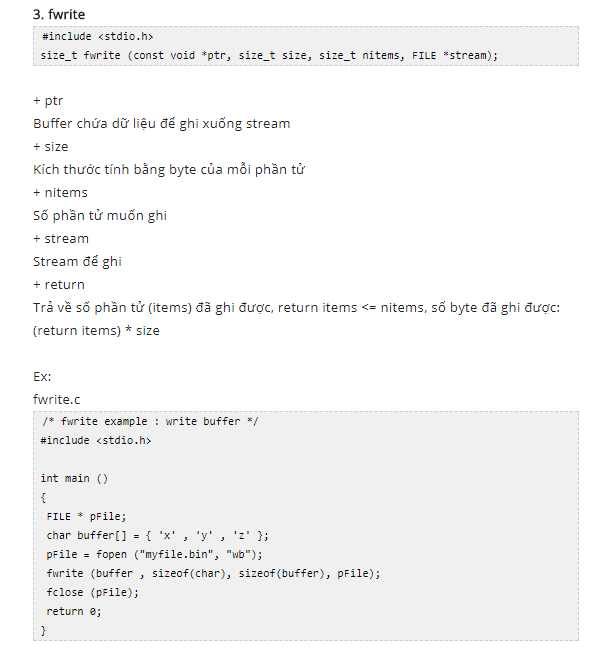 3. fwrite
#include <stdio.h>
size_t fwrite (const void *ptr, size_t size, size_t nitems, FILE *stream);
+ ptr
Buffer chứa dữ liệu để ghi xuống stream
+ size
Kích thước tính bằng byte của mỗi phần tử
+ nitems
Số phần tử muốn ghi
+ stream
Stream để ghi
+ return
Trả về số phần tử (items) đã ghi được, return items <= nitems, số byte đã ghi được:
(return items) * size
Ex:
fwrite.c
/* fwrite example : write buffer */
#include <stdio.h>
int main ()
{
FILE * pFile;
char buffer[] = { 'x' , 'y' , 'z' };
pFile = fopen ("myfile.bin", "wb");
fwrite (buffer , sizeof(char), sizeof(buffer), pFile);
fclose (pFile);
return 0;
}